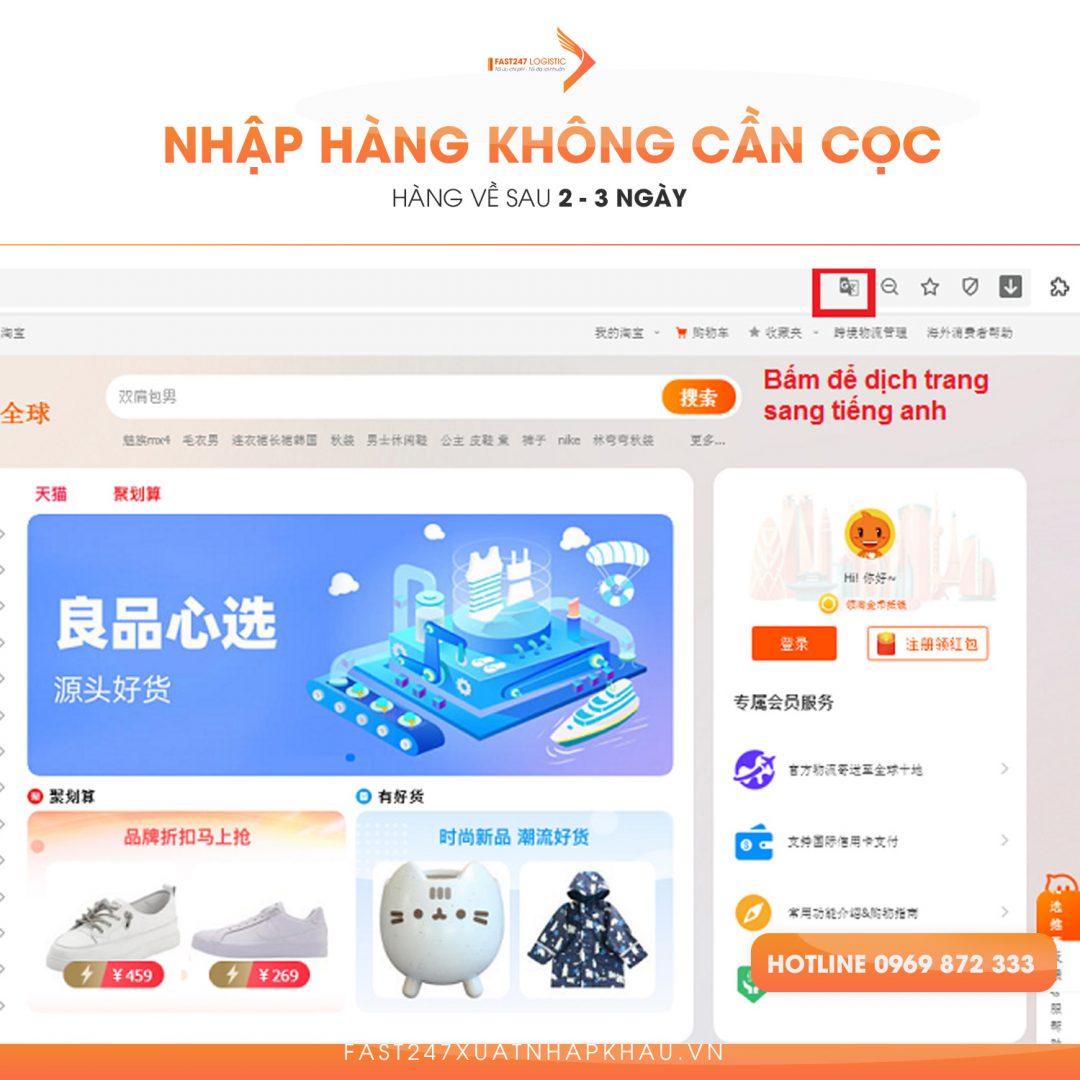 FAST247 LOGISTIC
Tối ưu chi phí - Tối đa lợi nhuận
NHẬP HÀNG KHÔNG CẦN CỌC
HÀNG VỀ SAU 2 - 3 NGÀY
淘宝
我的淘宝
购物车
收藏夹
跨境物流管理
海外消费者帮助
Bấm để dịch trang
sang tiếng anh
全球
双肩包男
搜索
魅族mx4 毛衣男 连衣裙长裙韩国 秋装 男士休闲鞋 公主 皮鞋 童 裤子 nike 林弯弯秋装 更多...
天猫
聚划算
良品心选
源头好货
Hi! 你好~
领淘金币抵钱
登录
注册领红包
专属会员服务
官方物流寄送至全球十地
支持国际信用卡支付
常用功能介绍&购物指南
聚划算
品牌折扣马上抢
¥459
¥269
有好货
时尚新品 潮流好货
HOTLINE 0969 872 333
FAST247XUATNHAPKHAU.VN